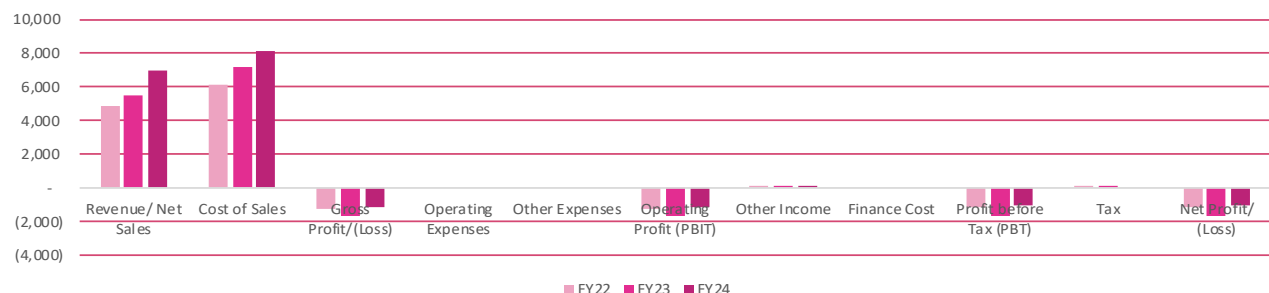 10,000
8,000
6,000
4,000
2,000
-
(2,000)
(4,000)
Revenue/ Net Sales
Cost of Sales
Gross Profit/(Loss)
Operating Expenses
Other Expenses
Operating Profit (PBIT)
Other Income
Finance Cost
Profit before Tax (PBT)
Tax
Net Profit/ (Loss)
FY22 FY23 FY24